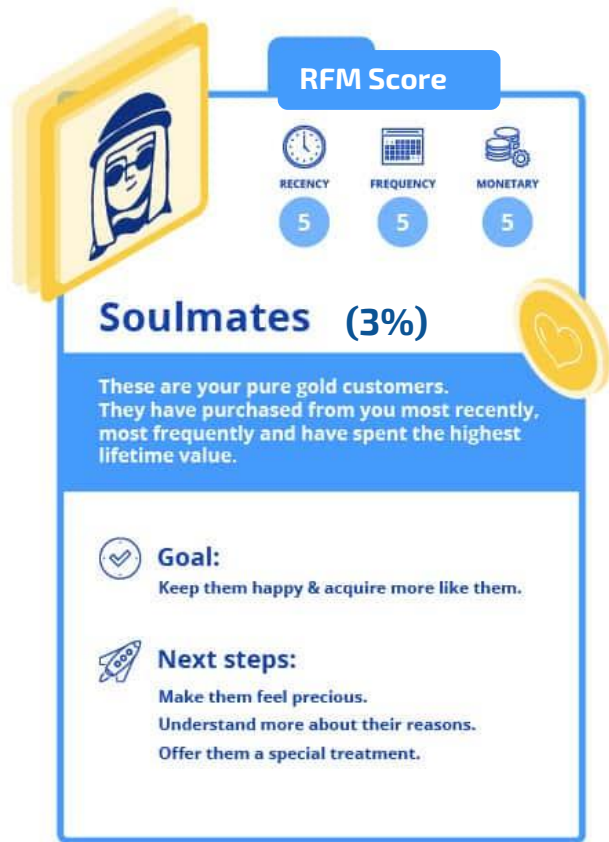 RFM Score
RECENCY FREQUENCY MONETARY
5 5 5
Soulmates (3%)
These are your pure gold customers.
They have purchased from you most recently,
most frequently and have spent the highest
lifetime value.
Goal:
Keep them happy & acquire more like them.
Next steps:
Make them feel precious.
Understand more about their reasons.
Offer them a special treatment.